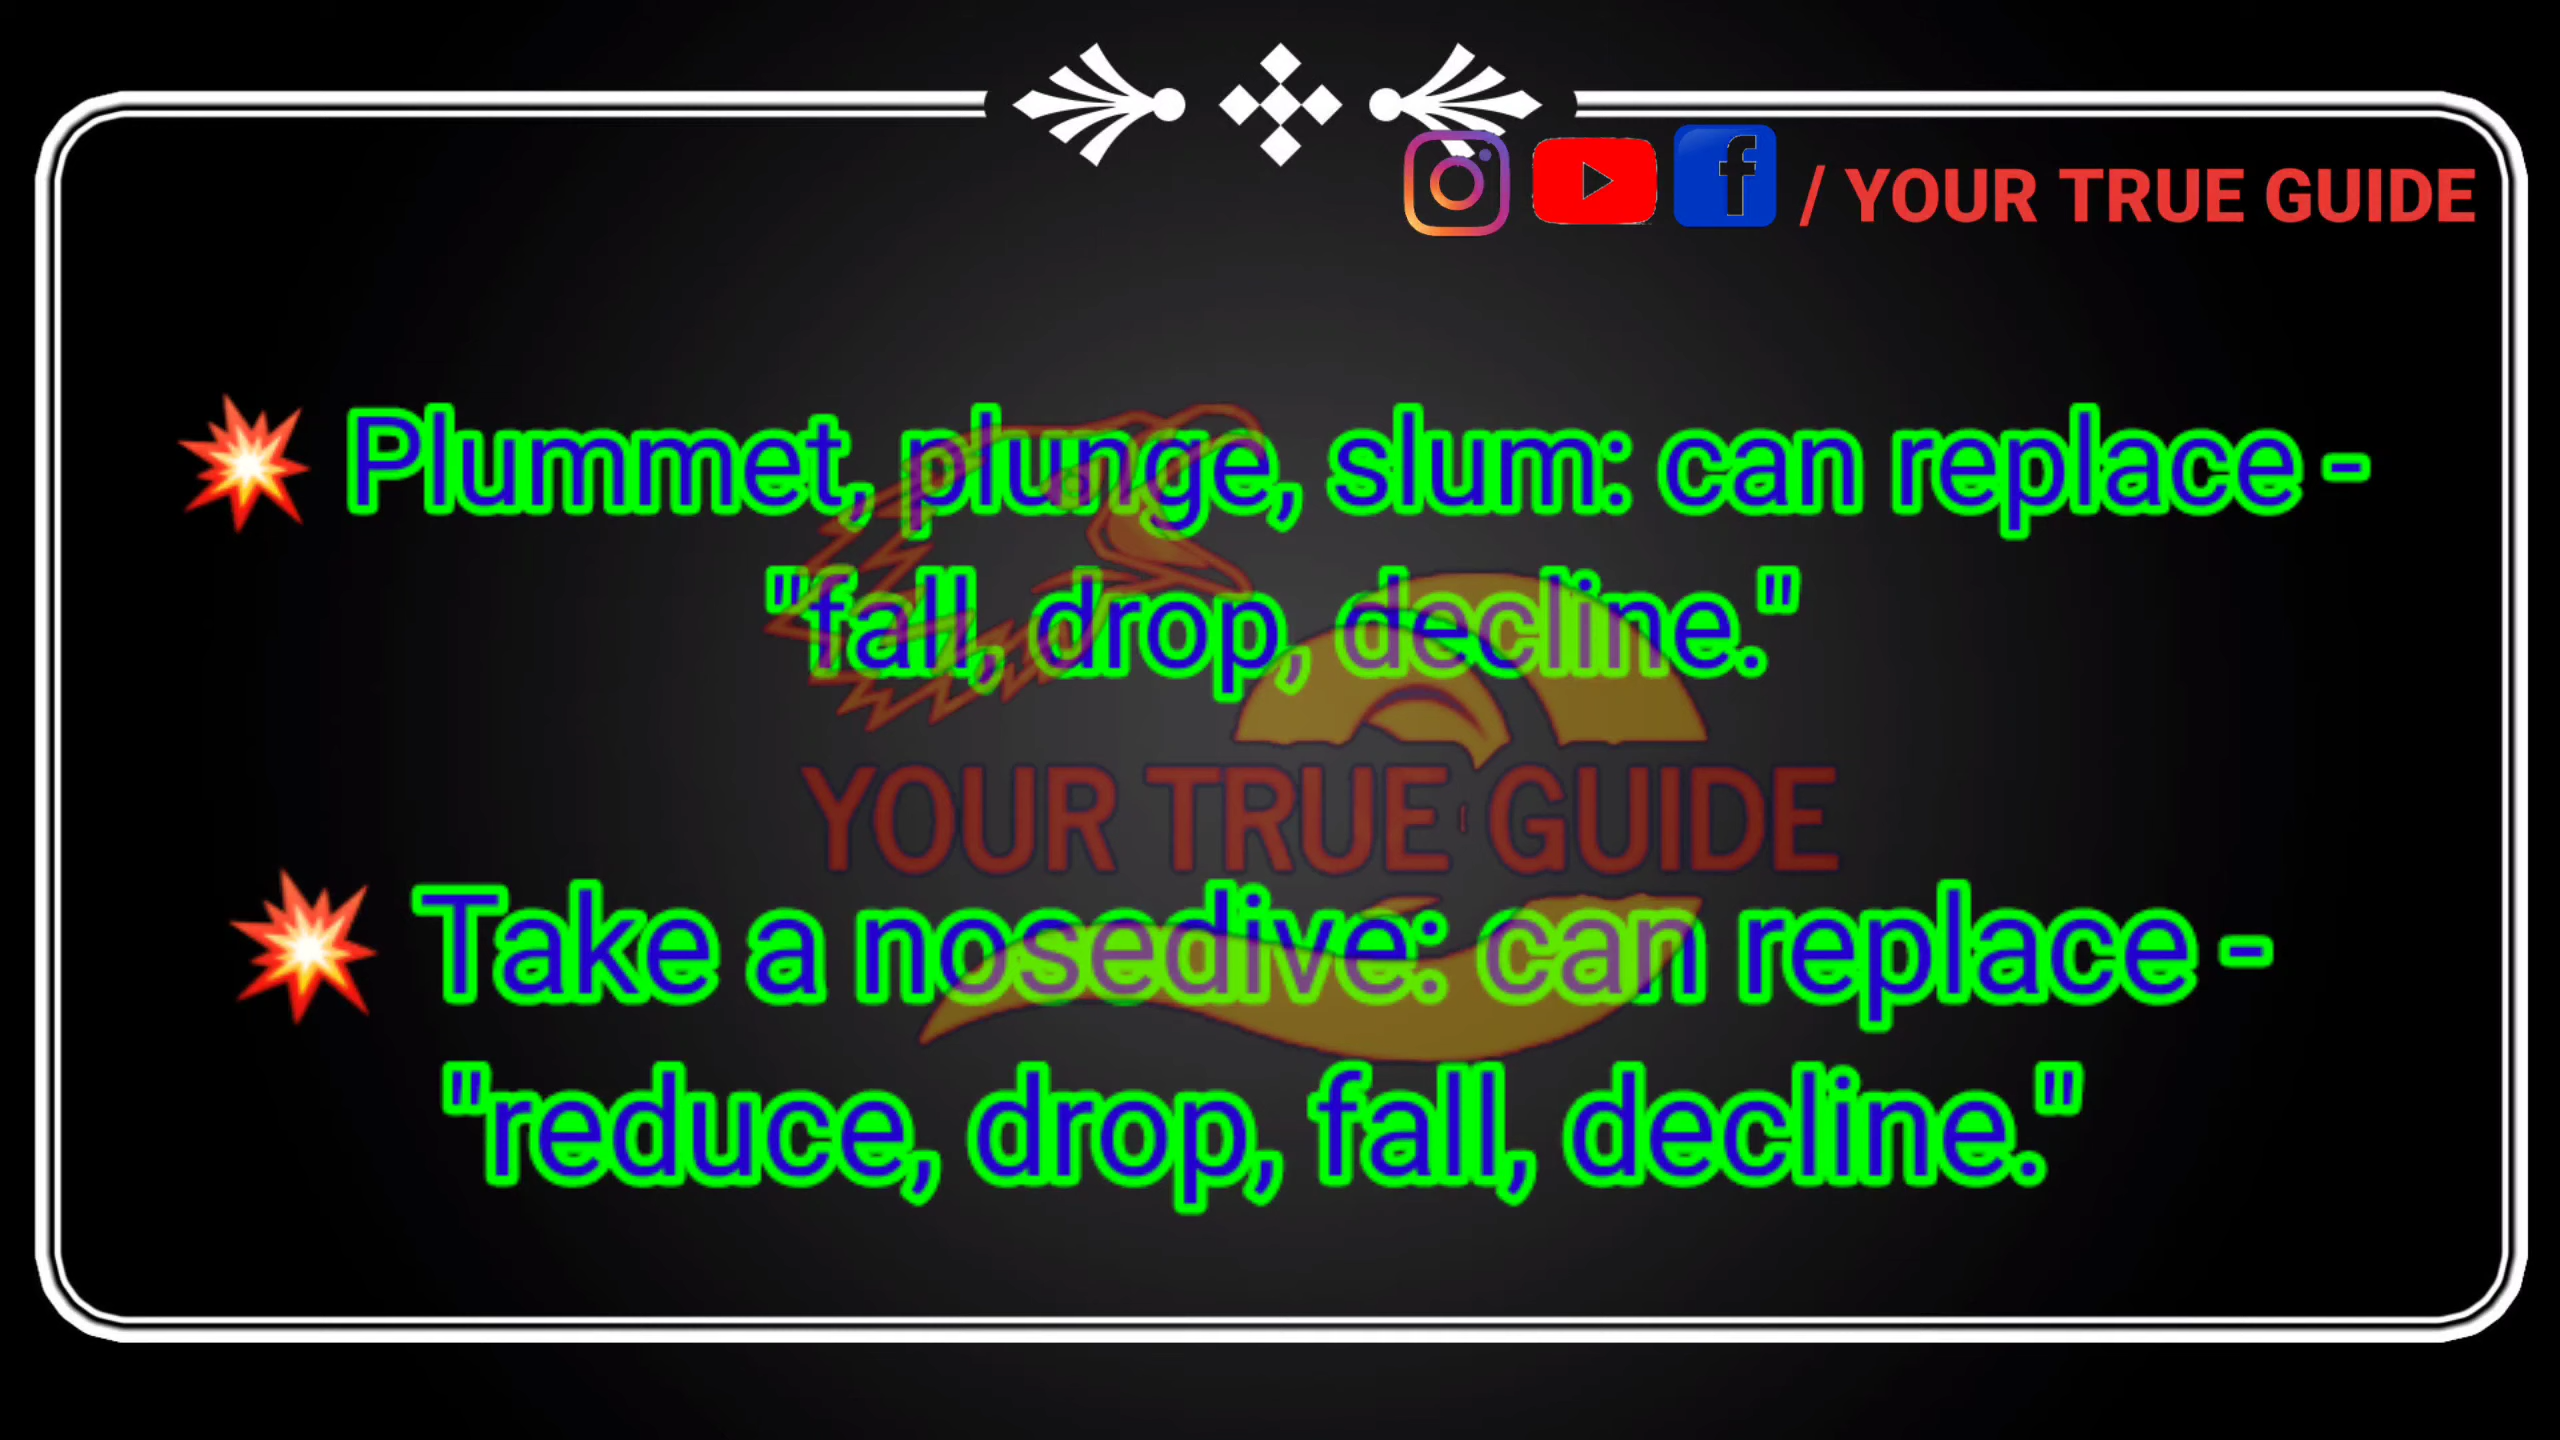 / YOUR TRUE GUIDE
💥 Plummet, plunge, slum: can replace -
"fall, drop, decline."
YOUR TRUE GUIDE
💥 Take a nosedive: can replace -
"reduce, drop, fall, decline."